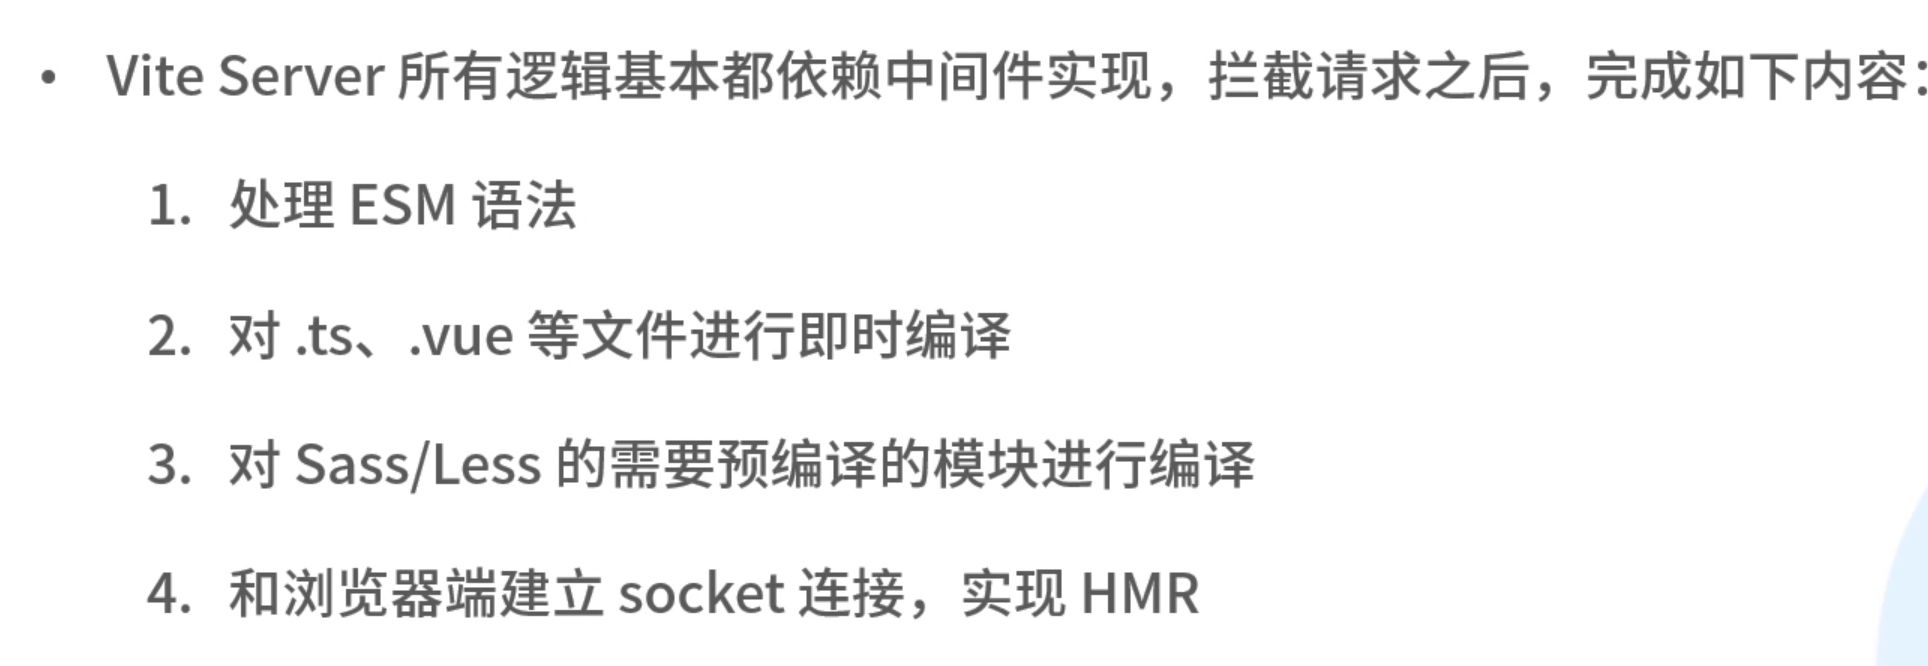 • Vite Server 所有逻辑基本都依赖中间件实现，拦截请求之后，完成如下内容：
1. 处理 ESM 语法
2. 对 .ts、.vue 等文件进行即时编译
3. 对 Sass/Less 的需要预编译的模块进行编译
4. 和浏览器端建立 socket 连接，实现 HMR